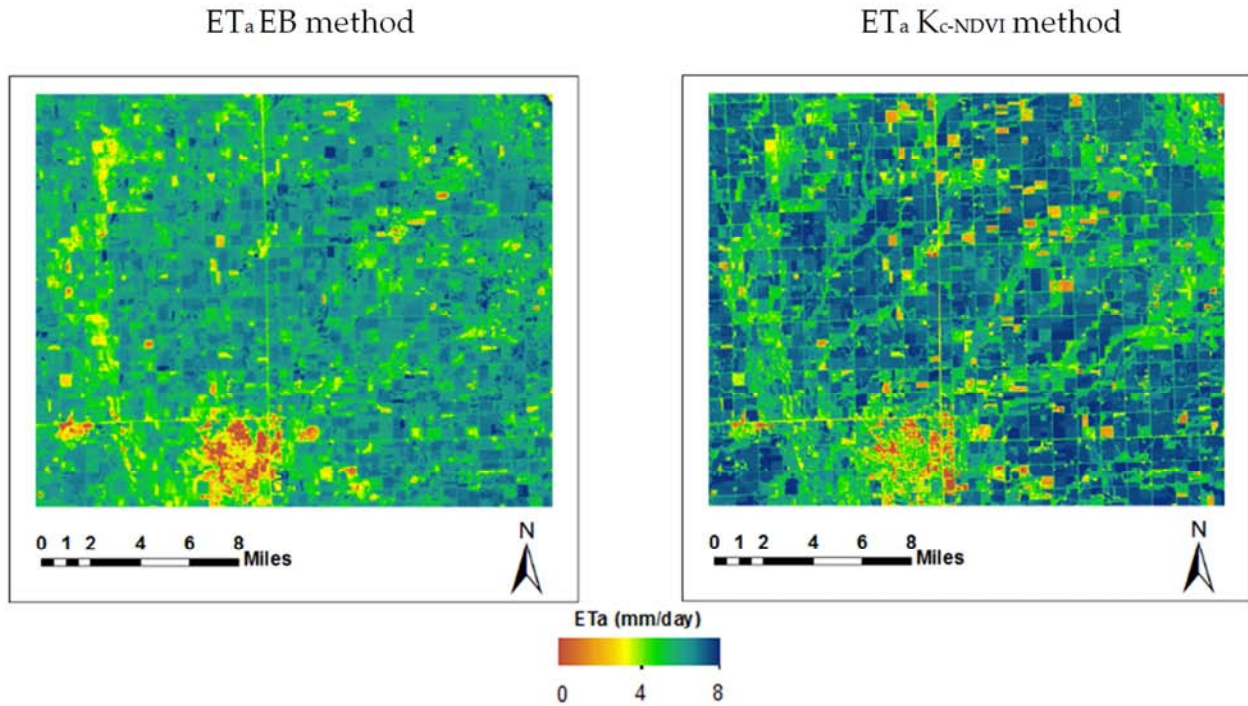 ETa EB method
ETa Kc-NDVI method
N
0 1 2 4 6 8 Miles
N
0 1 2 4 6 8 Miles
ETa (mm/day)
0 4 8